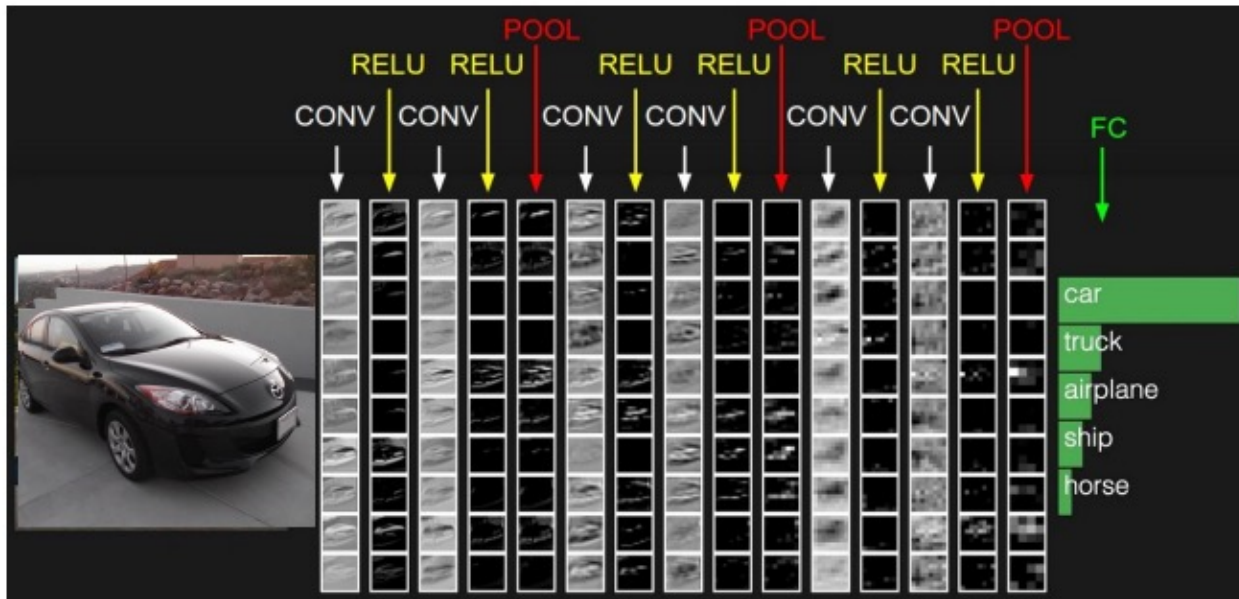 POOL POOL POOL
RELU RELU RELU RELU RELU RELU
CONV CONV CONV CONV CONV CONV
FC
car
truck
airplane
ship
horse